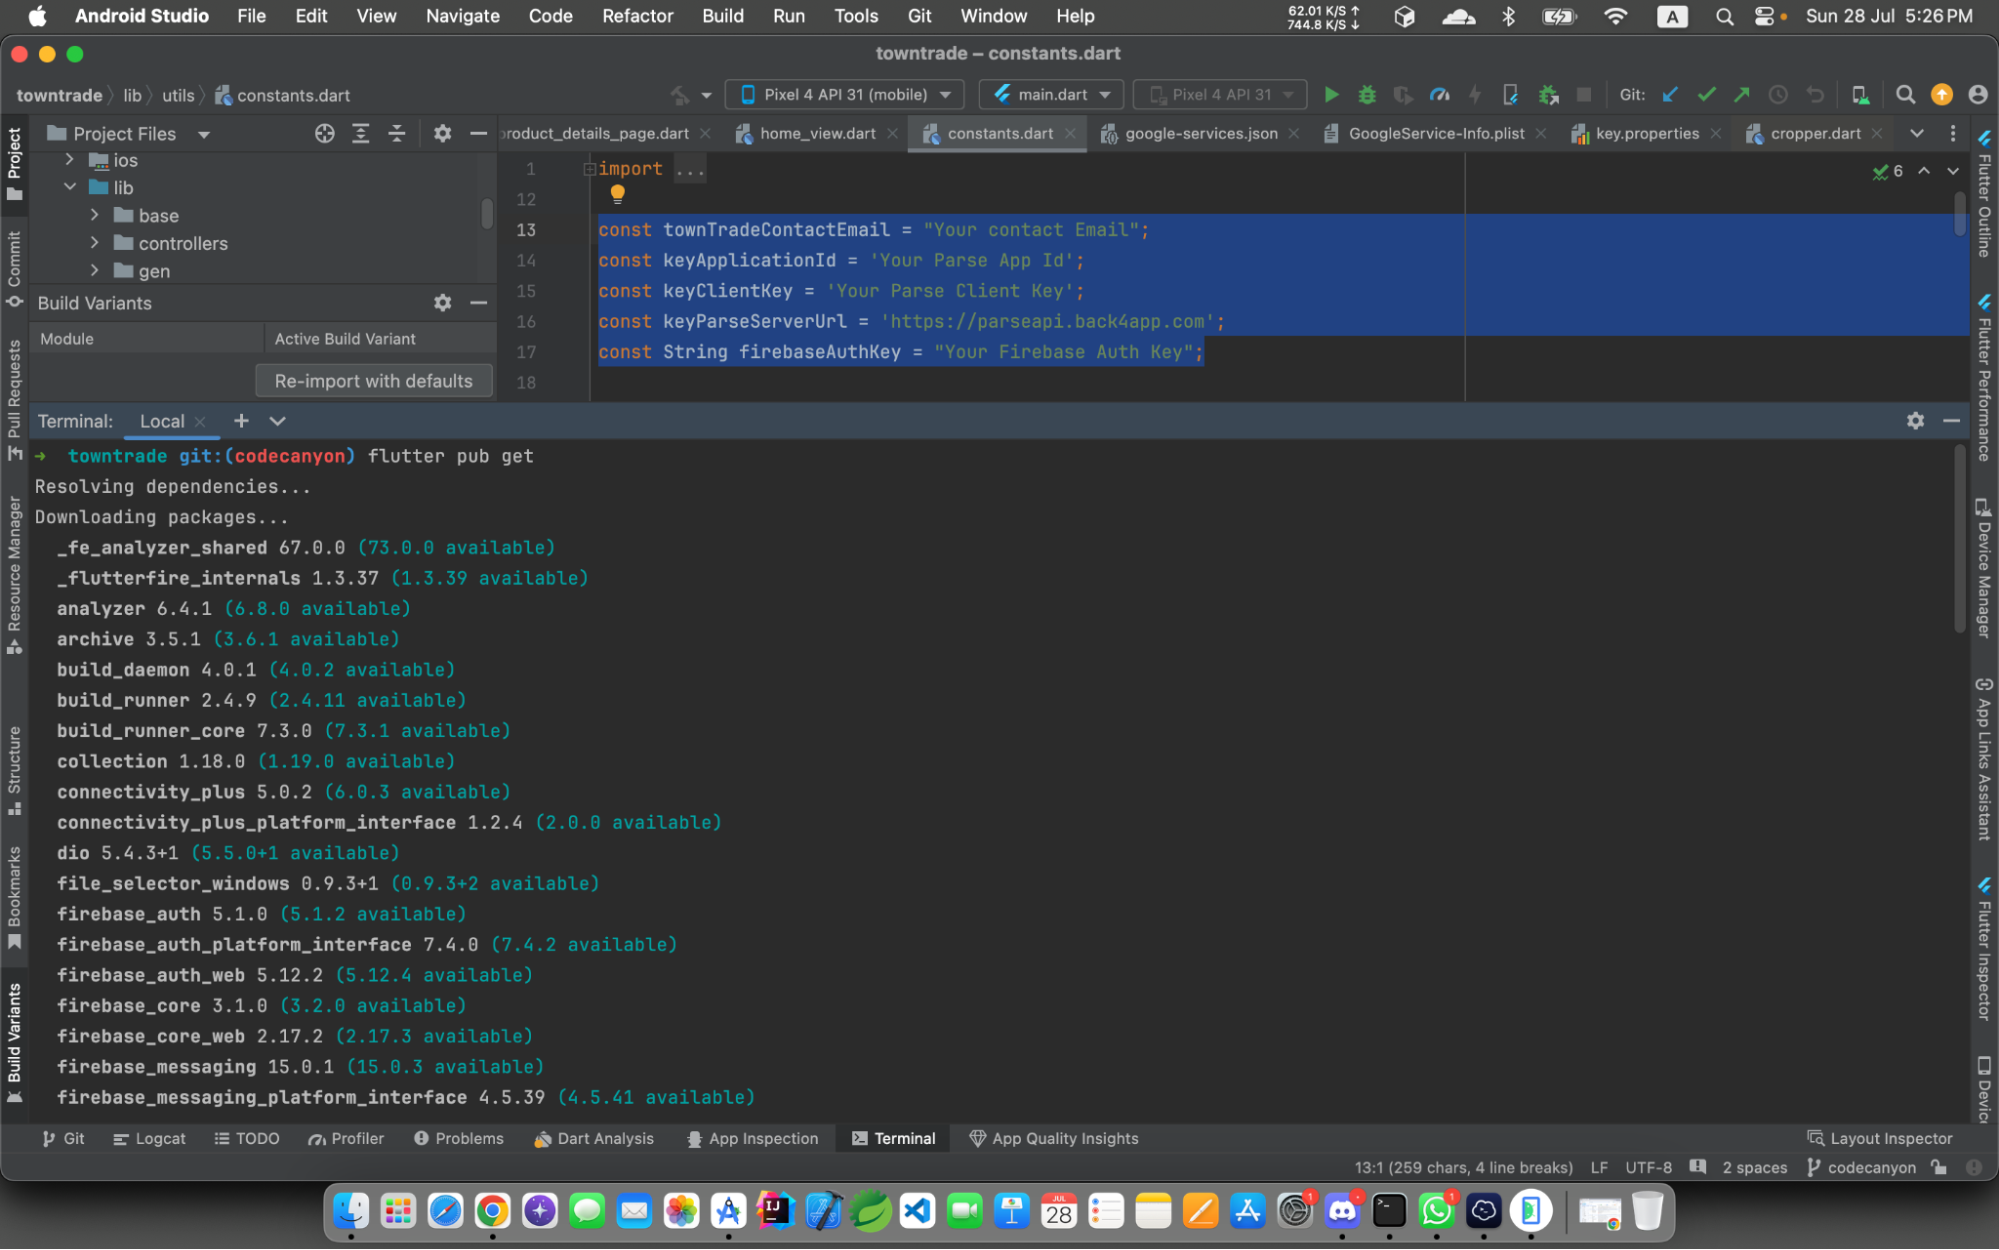 Android Studio File Edit View Navigate Code Refactor Build Run Tools Git Window Help 62.01 K/s ↑ 744.8 K/s ↓ A Sun 28 Jul 5:26 PM
towntrade – constants.dart
towntrade lib utils constants.dart Pixel 4 API 31 (mobile) main.dart Pixel 4 API 31 Git:
Project Files
roduct_details_page.dart home_view.dart constants.dart google-services.json GoogleService-Info.plist key.properties cropper.dart
ios
lib
base
controllers
gen
Build Variants
Module Active Build Variant
Re-import with defaults
1 import ...
6
12
13 const townTradeContactEmail = "Your contact Email";
14 const keyApplicationId = 'Your Parse App Id';
15 const keyClientKey = 'Your Parse Client Key';
16 const keyParseServerUrl = 'https://parseapi.back4app.com';
17 const String firebaseAuthKey = "Your Firebase Auth Key";
18
Terminal: Local
→ towntrade git:(codecanyon) flutter pub get
Resolving dependencies...
Downloading packages...
_fe_analyzer_shared 67.0.0 (73.0.0 available)
_flutterfire_internals 1.3.37 (1.3.39 available)
analyzer 6.4.1 (6.8.0 available)
archive 3.5.1 (3.6.1 available)
build_daemon 4.0.1 (4.0.2 available)
build_runner 2.4.9 (2.4.11 available)
build_runner_core 7.3.0 (7.3.1 available)
collection 1.18.0 (1.19.0 available)
connectivity_plus 5.0.2 (6.0.3 available)
connectivity_plus_platform_interface 1.2.4 (2.0.0 available)
dio 5.4.3+1 (5.5.0+1 available)
file_selector_windows 0.9.3+1 (0.9.3+2 available)
firebase_auth 5.1.0 (5.1.2 available)
firebase_auth_platform_interface 7.4.0 (7.4.2 available)
firebase_auth_web 5.12.2 (5.12.4 available)
firebase_core 3.1.0 (3.2.0 available)
firebase_core_web 2.17.2 (2.17.3 available)
firebase_messaging 15.0.1 (15.0.3 available)
firebase_messaging_platform_interface 4.5.39 (4.5.41 available)
Project
Commit
Pull Requests
Resource Manager
Structure
Bookmarks
Build Variants
Flutter Outline
Flutter Performance
Device Manager
App Links Assistant
Flutter Inspector
Devic
Git Logcat TODO Profiler Problems Dart Analysis App Inspection Terminal App Quality Insights Layout Inspector
13:1 (259 chars, 4 line breaks) LF UTF-8 2 spaces codecanyon
IJ
JUL
28
1
1